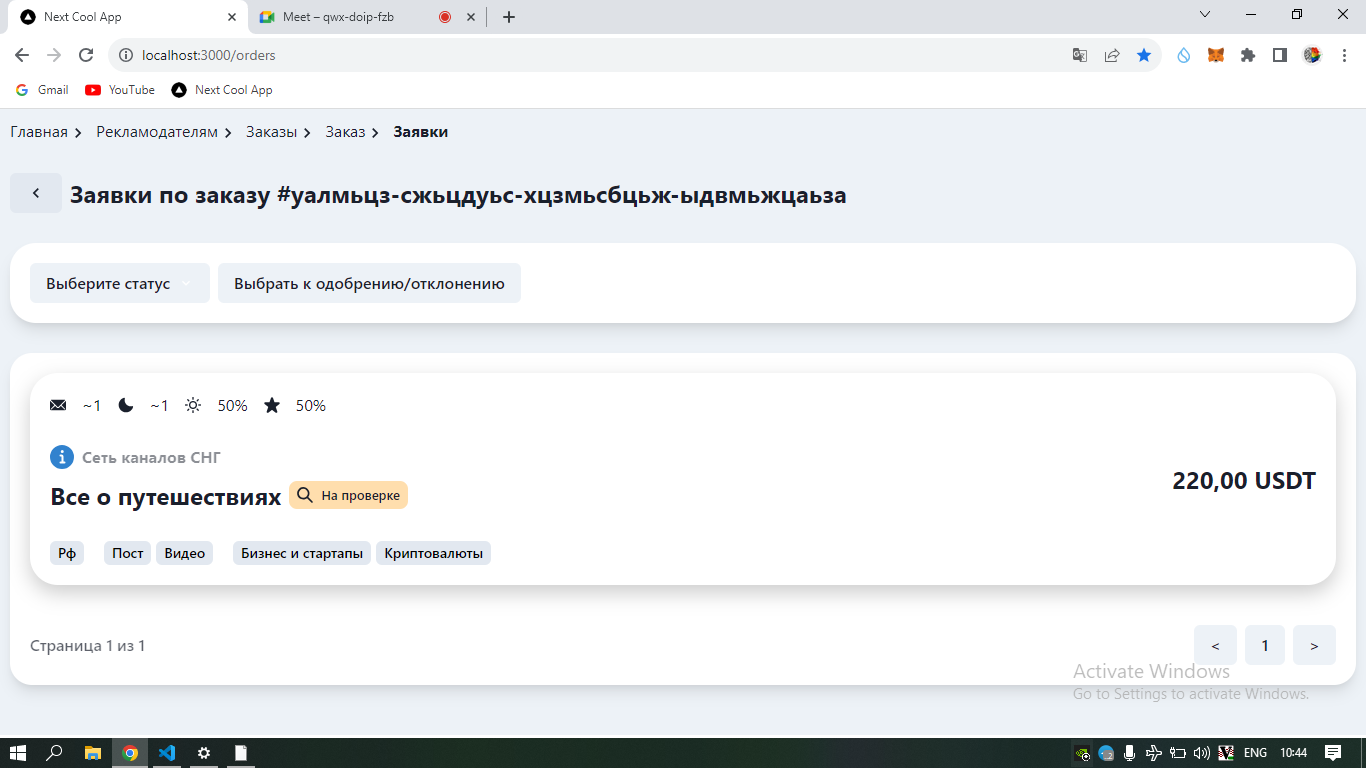 Next Cool App
Meet – qwx-doip-fzb
localhost:3000/orders
Gmail YouTube Next Cool App
Главная Рекламодателям Заказы Заказ Заявки
Заявки по заказу #уалмьцз-сжьцдуьс-хцзмьсбцьж-ыдвмьжцаьза
Выберите статус Выбрать к одобрению/отклонению
~1 ~1 50% 50%
Сеть каналов СНГ
Все о путешествиях На проверке
220,00 USDT
Рф Пост Видео Бизнес и стартапы Криптовалюты
Страница 1 из 1 < 1 >
Activate Windows
Go to Settings to activate Windows.
ENG 10:44